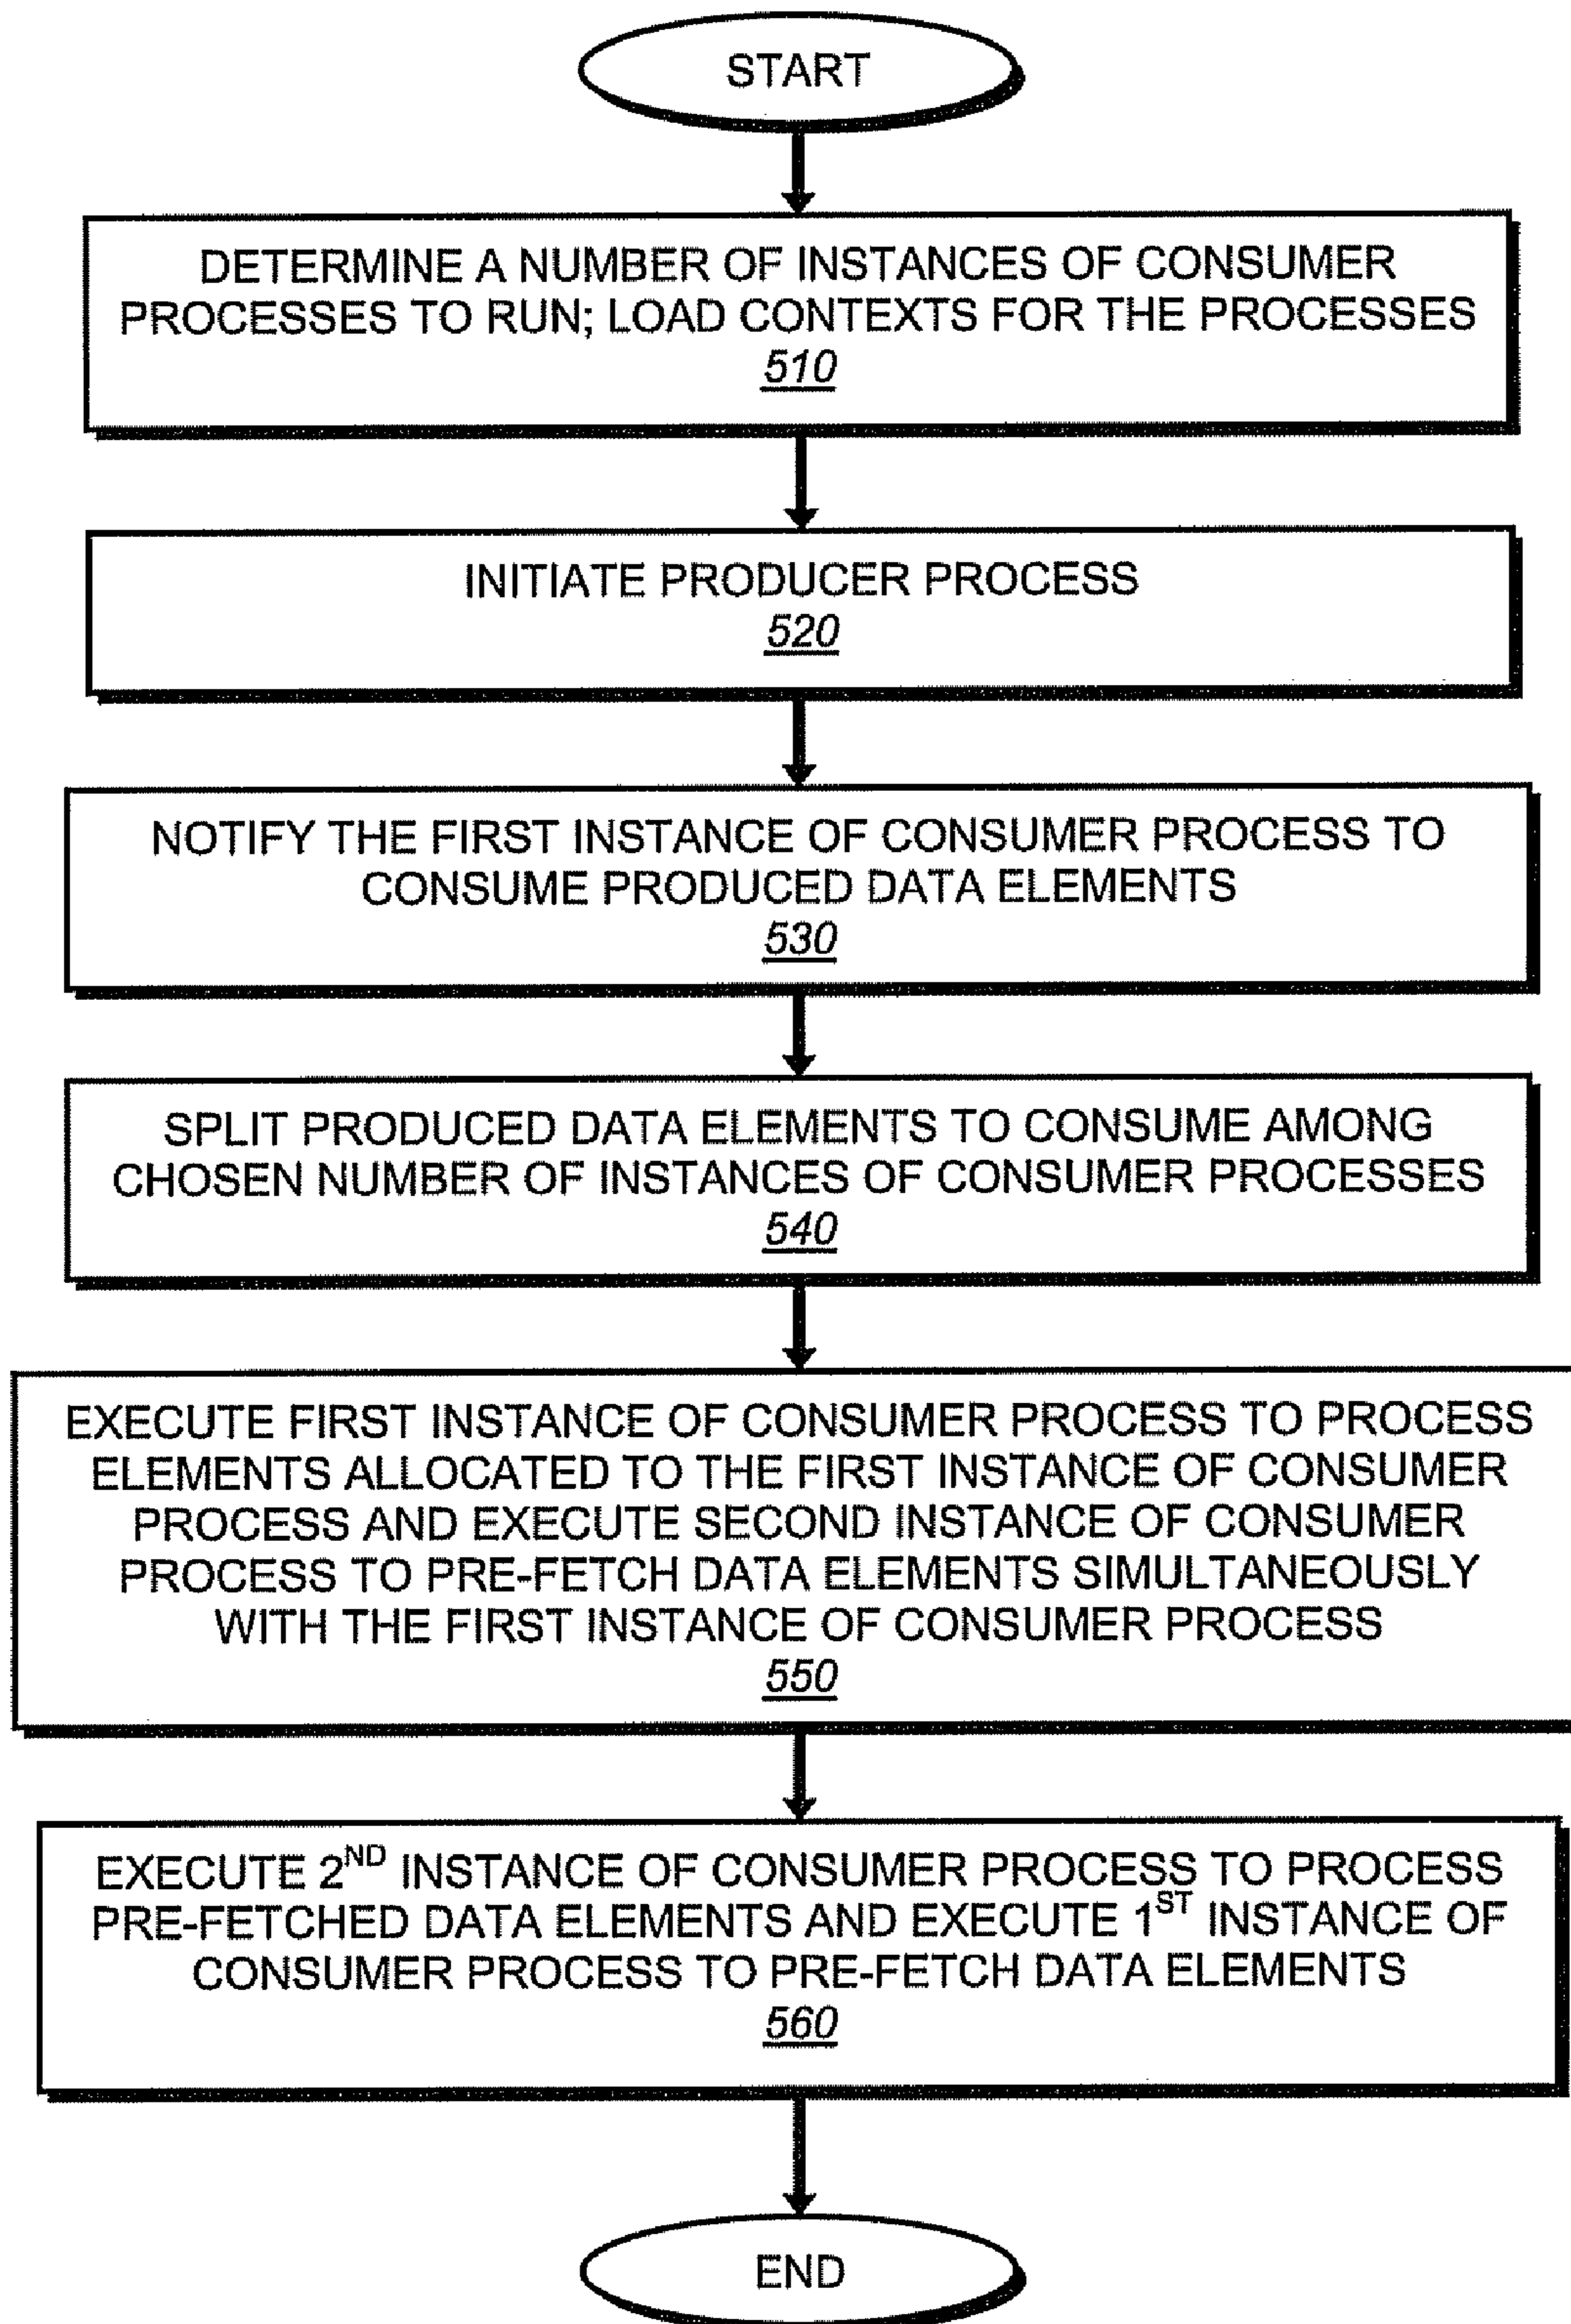 START
DETERMINE A NUMBER OF INSTANCES OF CONSUMER
PROCESSES TO RUN; LOAD CONTEXTS FOR THE PROCESSES
510
INITIATE PRODUCER PROCESS
520
NOTIFY THE FIRST INSTANCE OF CONSUMER PROCESS TO
CONSUME PRODUCED DATA ELEMENTS
530
SPLIT PRODUCED DATA ELEMENTS TO CONSUME AMONG
CHOSEN NUMBER OF INSTANCES OF CONSUMER PROCESSES
540
EXECUTE FIRST INSTANCE OF CONSUMER PROCESS TO PROCESS
ELEMENTS ALLOCATED TO THE FIRST INSTANCE OF CONSUMER
PROCESS AND EXECUTE SECOND INSTANCE OF CONSUMER
PROCESS TO PRE-FETCH DATA ELEMENTS SIMULTANEOUSLY
WITH THE FIRST INSTANCE OF CONSUMER PROCESS
550
EXECUTE 2ND INSTANCE OF CONSUMER PROCESS TO PROCESS
PRE-FETCHED DATA ELEMENTS AND EXECUTE 1ST INSTANCE OF
CONSUMER PROCESS TO PRE-FETCH DATA ELEMENTS
560
END